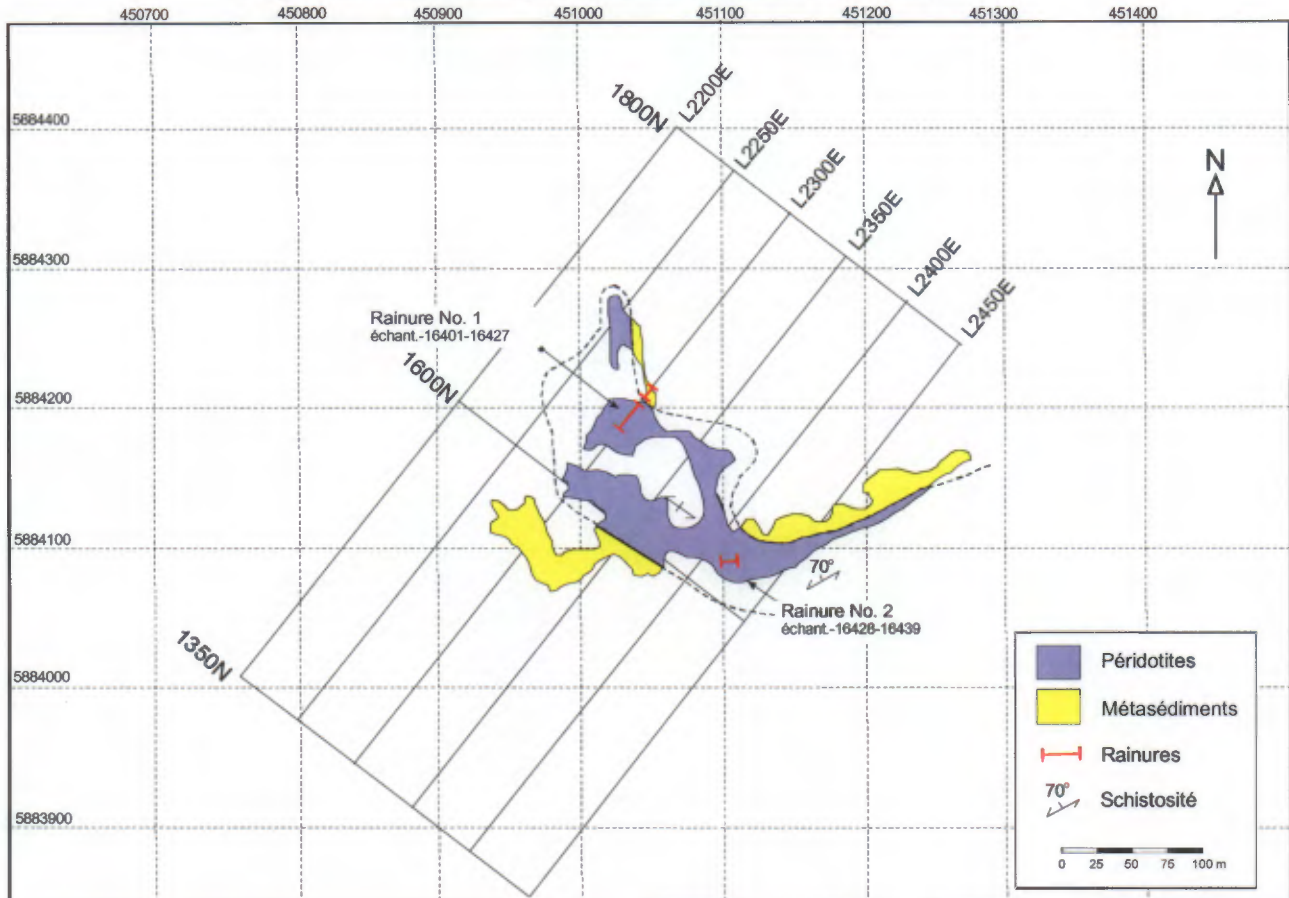 450700 450800 450900 451000 451100 451200 451300 451400
5884400
5884300
5884200
5884100
5884000
5883900
1800N
1600N
1350N
L2200E
L2250E
L2300E
L2350E
L2400E
L2450E
N
Rainure No. 1
échant.-16401-16427
70°
Rainure No. 2
échant.-16428-16439
Péridotites
Métasédiments
Rainures
70° Schistosité
0 25 50 75 100 m